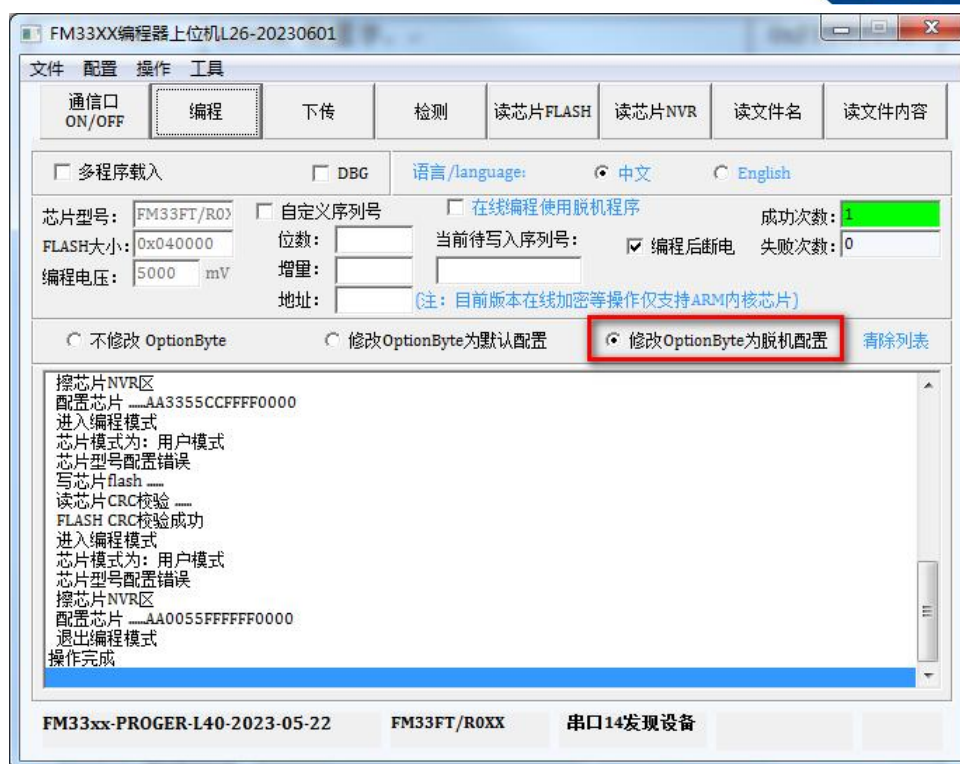 FM33XX编程器上位机L26-20230601
文件 配置 操作 工具
通信口 ON/OFF 编程 下传 检测 读芯片FLASH 读芯片NVR 读文件名 读文件内容
多程序载入 DBG 语言/language: 中文 English
芯片型号: FM33FT/R0X 自定义序列号 在线编程使用脱机程序 成功次数: 1
FLASH大小: 0x040000 位数: 当前待写入序列号: 编程后断电 失败次数: 0
编程电压: 5000 mV 增量:
地址: (注: 目前版本在线加密等操作仅支持ARM内核芯片)
不修改 OptionByte 修改OptionByte为默认配置 修改OptionByte为脱机配置 清除列表
擦芯片NVR区
配置芯片 ……AA3355CCFFFF0000
进入编程模式
芯片模式为: 用户模式
芯片型号配置错误
写芯片flash ……
读芯片CRC校验 ……
FLASH CRC校验成功
进入编程模式
芯片模式为: 用户模式
芯片型号配置错误
擦芯片NVR区
配置芯片 ……AA0055FFFFFF0000
退出编程模式
操作完成
FM33xx-PROGER-L40-2023-05-22 FM33FT/R0XX 串口14发现设备